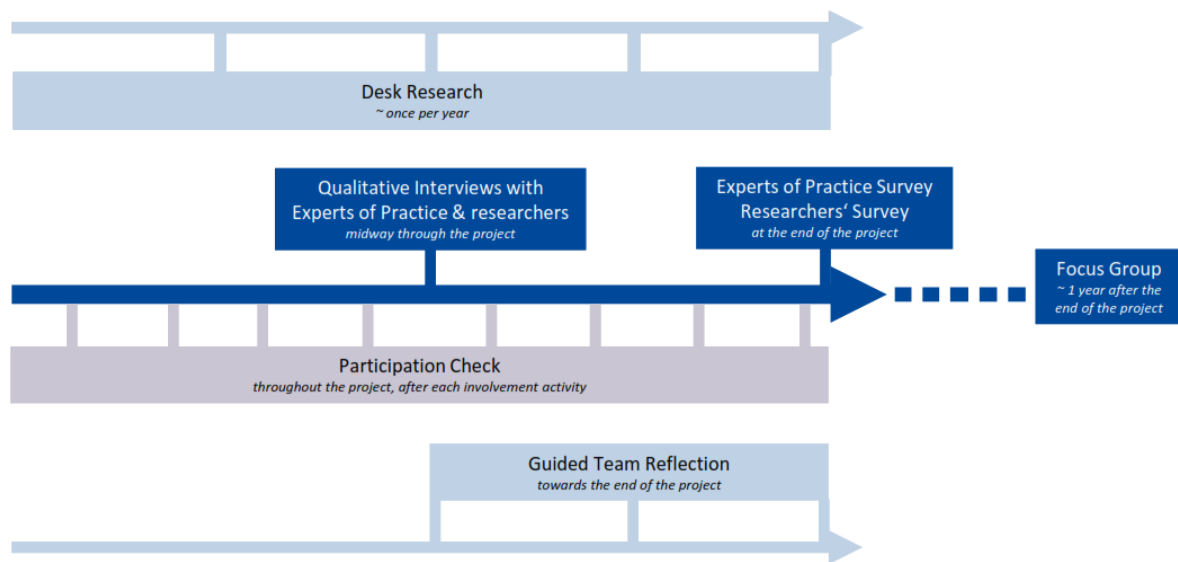 Desk Research
~ once per year
Qualitative Interviews with
Experts of Practice & researchers
midway through the project
Experts of Practice Survey
Researchers‘ Survey
at the end of the project
Focus Group
~ 1 year after the
end of the project
Participation Check
throughout the project, after each involvement activity
Guided Team Reflection
towards the end of the project